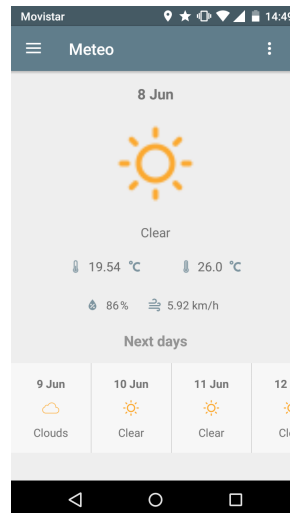 Movistar 14:49
Meteo
8 Jun
Clear
19.54 °C 26.0 °C
86% 5.92 km/h
Next days
9 Jun 10 Jun 11 Jun 12
Clouds Clear Clear